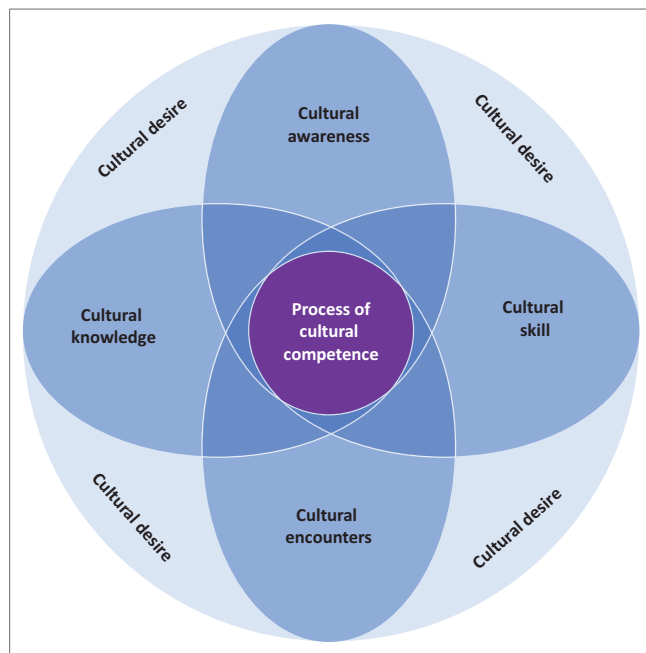 Cultural desire
Cultural
awareness
Cultural desire
Cultural
knowledge
Process of
cultural
competence
Cultural
skill
Cultural desire
Cultural
encounters
Cultural desire